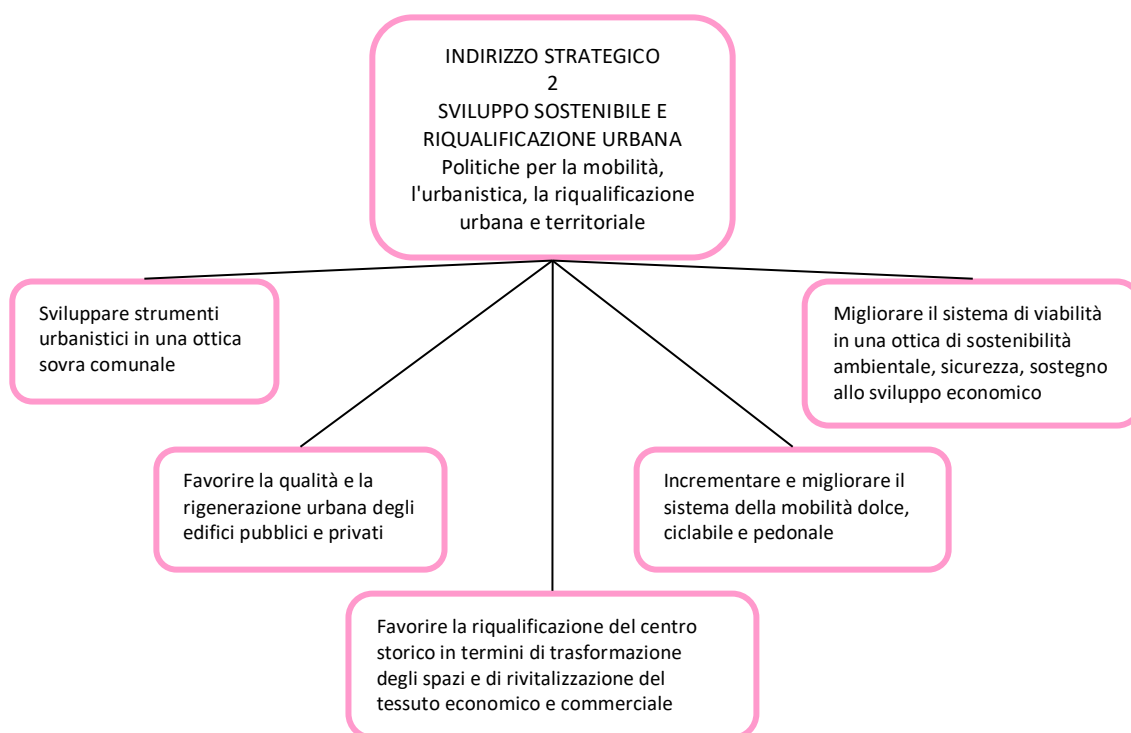 INDIRIZZO STRATEGICO
2
SVILUPPO SOSTENIBILE E
RIQUALIFICAZIONE URBANA
Politiche per la mobilità,
l'urbanistica, la riqualificazione
urbana e territoriale
Sviluppare strumenti
urbanistici in una ottica
sovra comunale
Migliorare il sistema di viabilità
in una ottica di sostenibilità
ambientale, sicurezza, sostegno
allo sviluppo economico
Favorire la qualità e la
rigenerazione urbana degli
edifici pubblici e privati
Incrementare e migliorare il
sistema della mobilità dolce,
ciclabile e pedonale
Favorire la riqualificazione del centro
storico in termini di trasformazione
degli spazi e di rivitalizzazione del
tessuto economico e commerciale